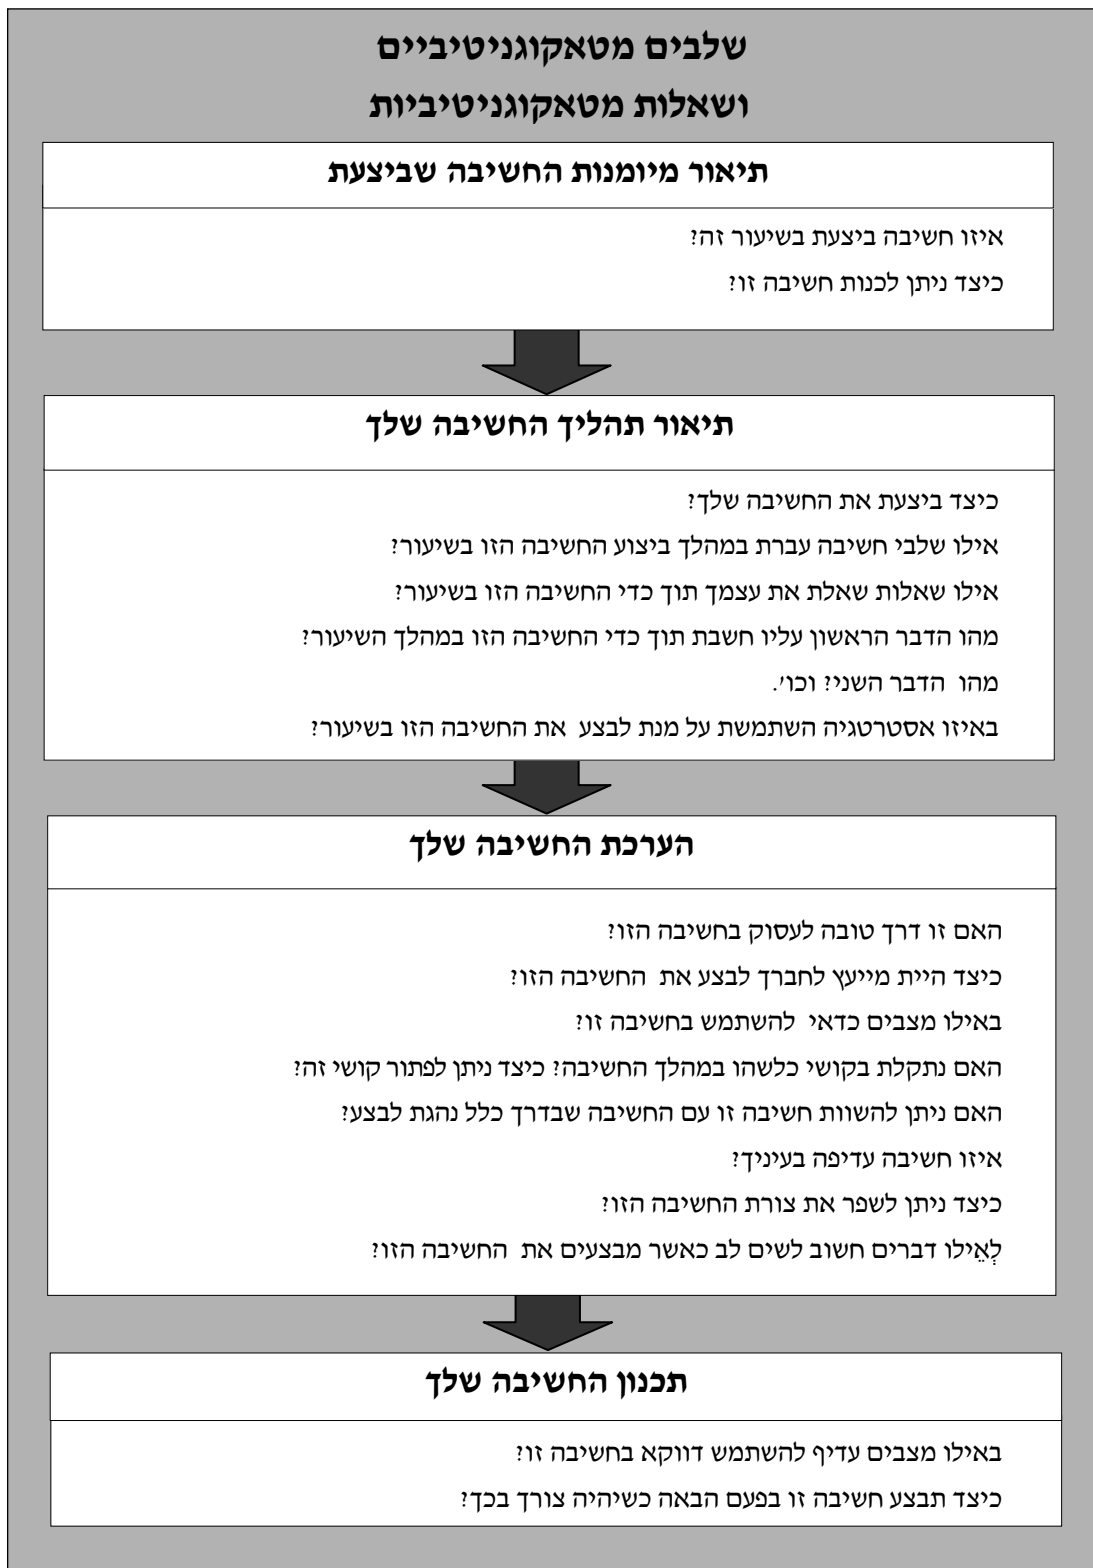 שלבים מטאקוגניטיביים
ושאלות מטאקוגניטיביות
תיאור מיומנות החשיבה שביצעת
איזו חשיבה ביצעת בשיעור זה?
כיצד ניתן לכנות חשיבה זו?
תיאור תהליך החשיבה שלך
כיצד ביצעת את החשיבה שלך?
אילו שלבי חשיבה עברת במהלך ביצוע החשיבה הזו בשיעור?
אילו שאלות שאלת את עצמך תוך כדי החשיבה הזו בשיעור?
מהו הדבר הראשון עליו חשבת תוך כדי החשיבה הזו במהלך השיעור?
מהו הדבר השני? וכו'.
באיזו אסטרטגיה השתמשת על מנת לבצע את החשיבה הזו בשיעור?
הערכת החשיבה שלך
האם זו דרך טובה לעסוק בחשיבה הזו?
כיצד היית מייעץ לחברך לבצע את החשיבה הזו?
באילו מצבים כדאי להשתמש בחשיבה זו?
האם נתקלת בקושי כלשהו במהלך החשיבה? כיצד ניתן לפתור קושי זה?
האם ניתן להשוות חשיבה זו עם החשיבה שבדרך כלל נהגת לבצע?
איזו חשיבה עדיפה בעיניך?
כיצד ניתן לשפר את צורת החשיבה הזו?
לְאֵילו דברים חשוב לשים לב כאשר מבצעים את החשיבה הזו?
תכנון החשיבה שלך
באילו מצבים עדיף להשתמש דווקא בחשיבה זו?
כיצד תבצע חשיבה זו בפעם הבאה כשיהיה צורך בכך?